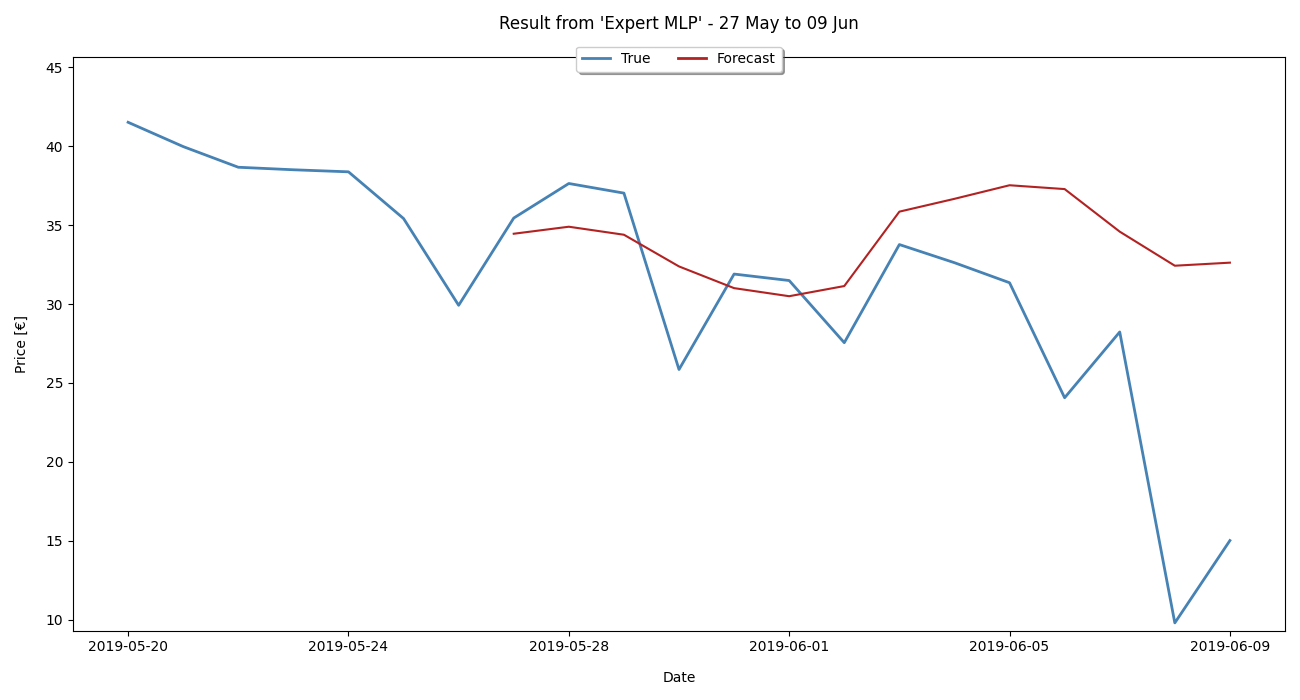 Result from 'Expert MLP' - 27 May to 09 Jun
True Forecast
45
40
35
30
25
20
15
10
Price [€]
2019-05-20 2019-05-24 2019-05-28 2019-06-01 2019-06-05 2019-06-09
Date